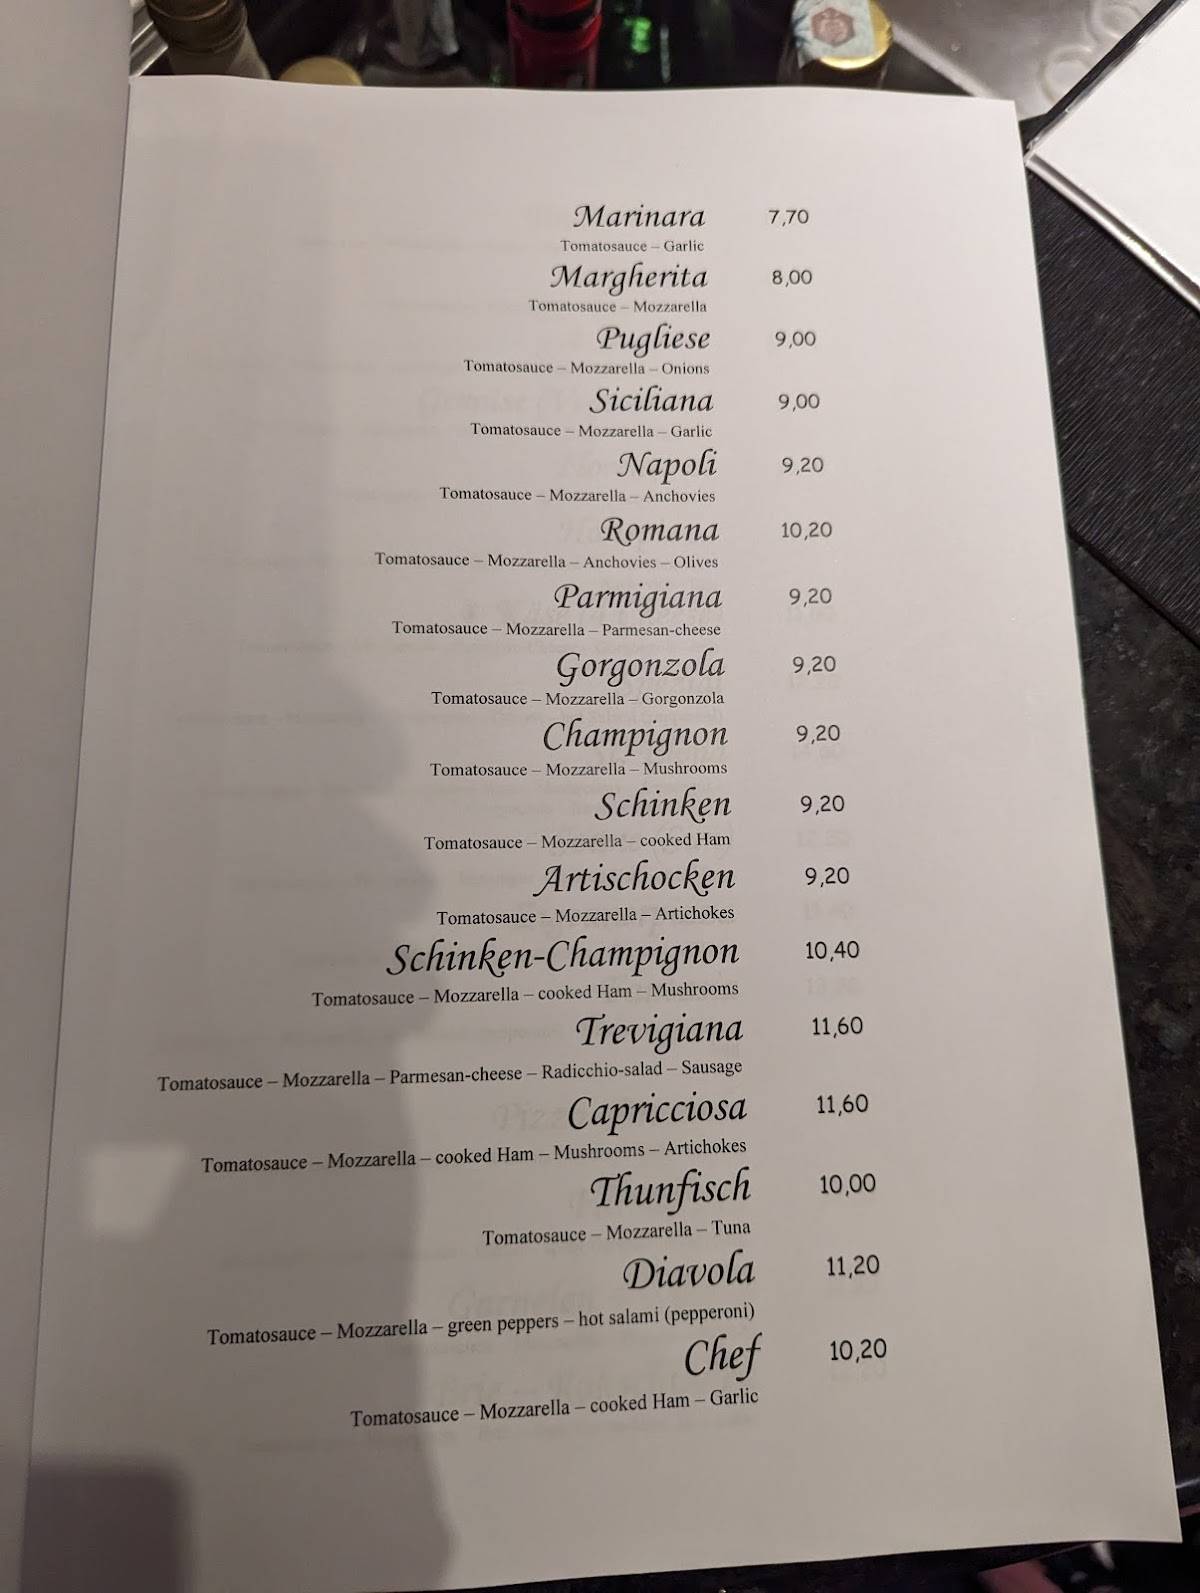 Marinara 7,70
Tomatosauce – Garlic
Margherita 8,00
Tomatosauce – Mozzarella
Pugliese 9,00
Tomatosauce – Mozzarella – Onions
Siciliana 9,00
Tomatosauce – Mozzarella – Garlic
Napoli 9,20
Tomatosauce – Mozzarella – Anchovies
Romana 10,20
Tomatosauce – Mozzarella – Anchovies – Olives
Parmigiana 9,20
Tomatosauce – Mozzarella – Parmesan-cheese
Gorgonzola 9,20
Tomatosauce – Mozzarella – Gorgonzola
Champignon 9,20
Tomatosauce – Mozzarella – Mushrooms
Schinken 9,20
Tomatosauce – Mozzarella – cooked Ham
Artischocken 9,20
Tomatosauce – Mozzarella – Artichokes
Schinken-Champignon 10,40
Tomatosauce – Mozzarella – cooked Ham – Mushrooms
Trevigiana 11,60
Tomatosauce – Mozzarella – Parmesan-cheese – Radicchio-salad – Sausage
Capricciosa 11,60
Tomatosauce – Mozzarella – cooked Ham – Mushrooms – Artichokes
Thunfisch 10,00
Tomatosauce – Mozzarella – Tuna
Diavola 11,20
Tomatosauce – Mozzarella – green peppers – hot salami (pepperoni)
Chef 10,20
Tomatosauce – Mozzarella – cooked Ham – Garlic